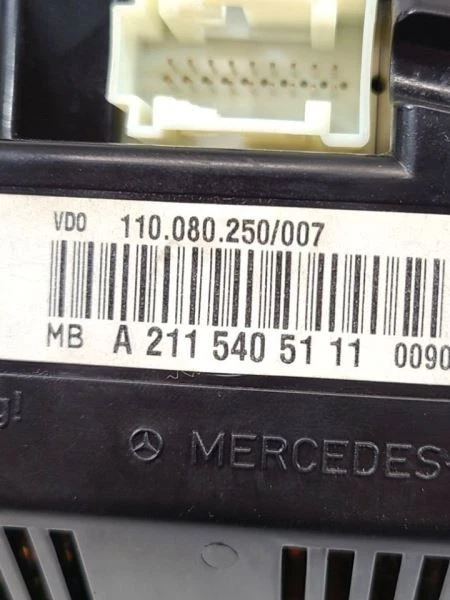 VDO 110.080.250/007
MB A 211 540 51 11 0090
g!
MERCEDES-